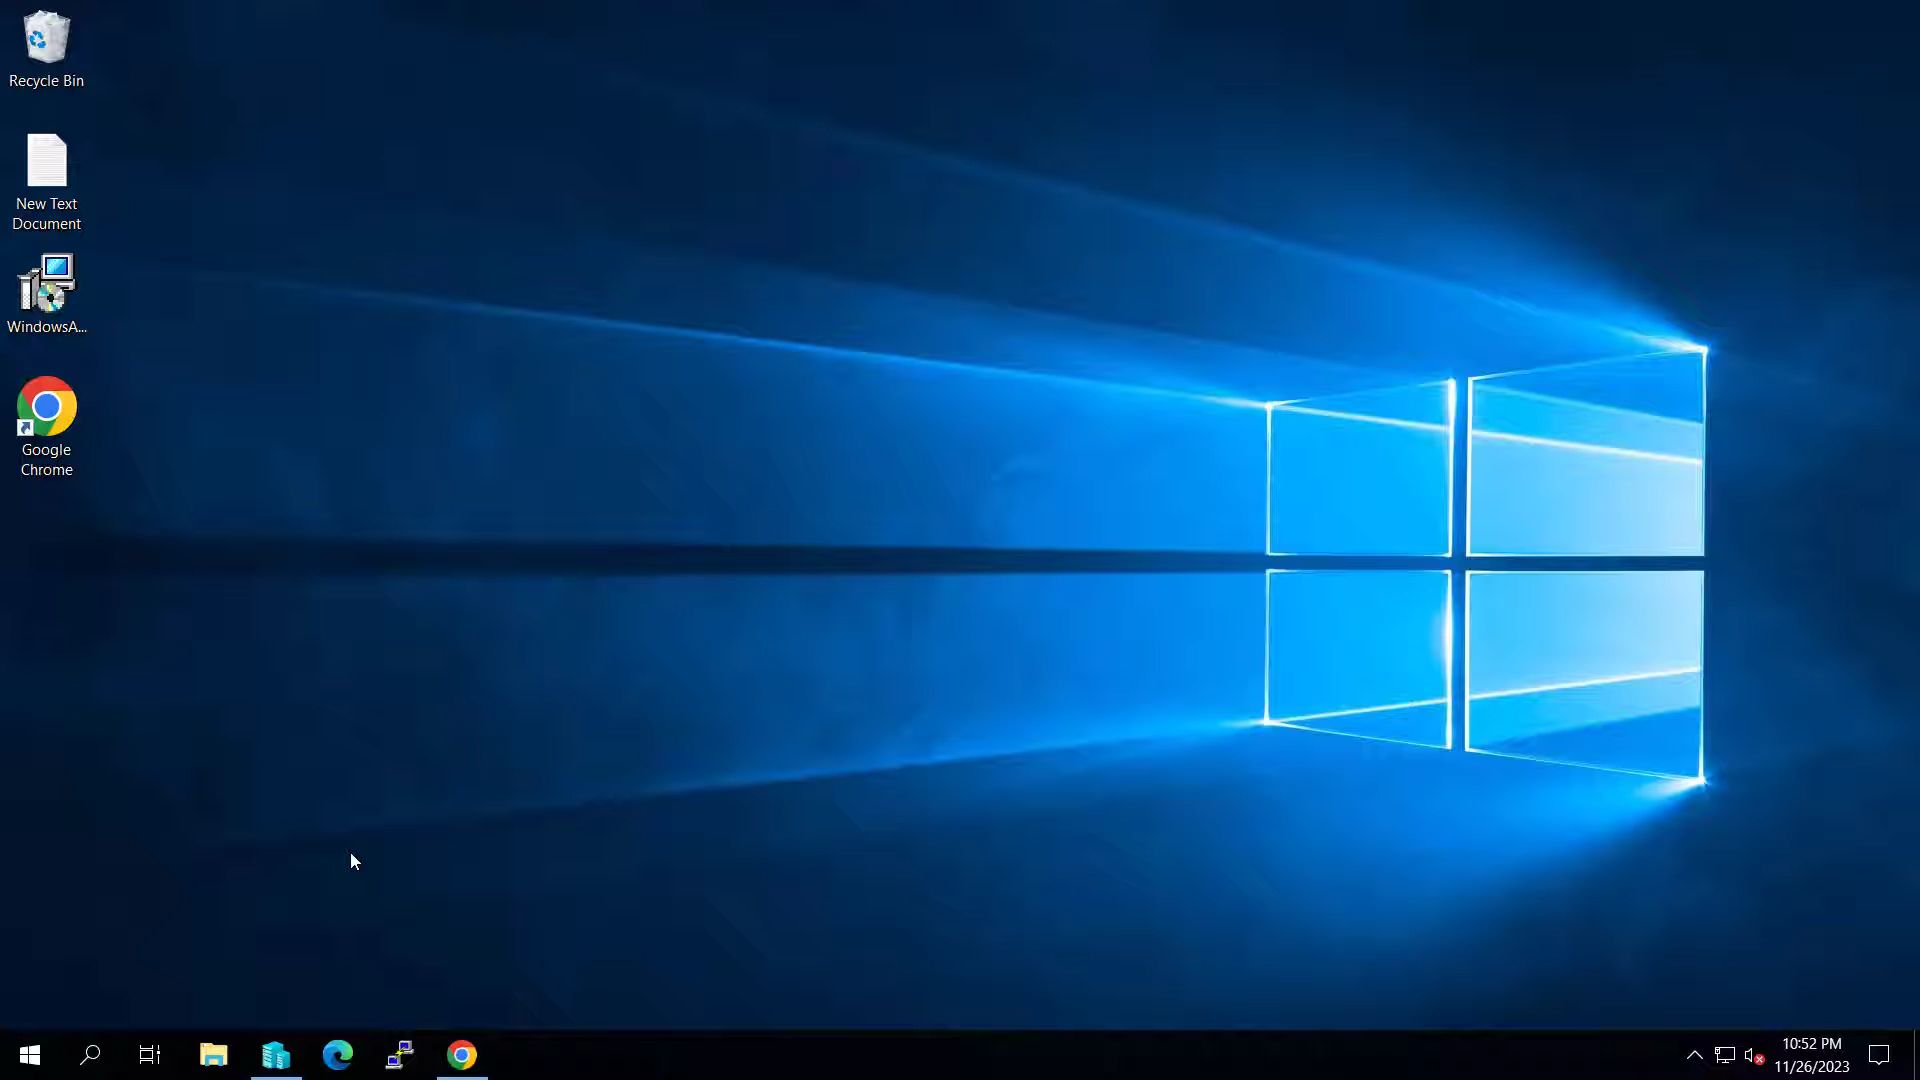 Recycle Bin
New Text
Document
WindowsA...
Google
Chrome
10:52 PM
11/26/2023